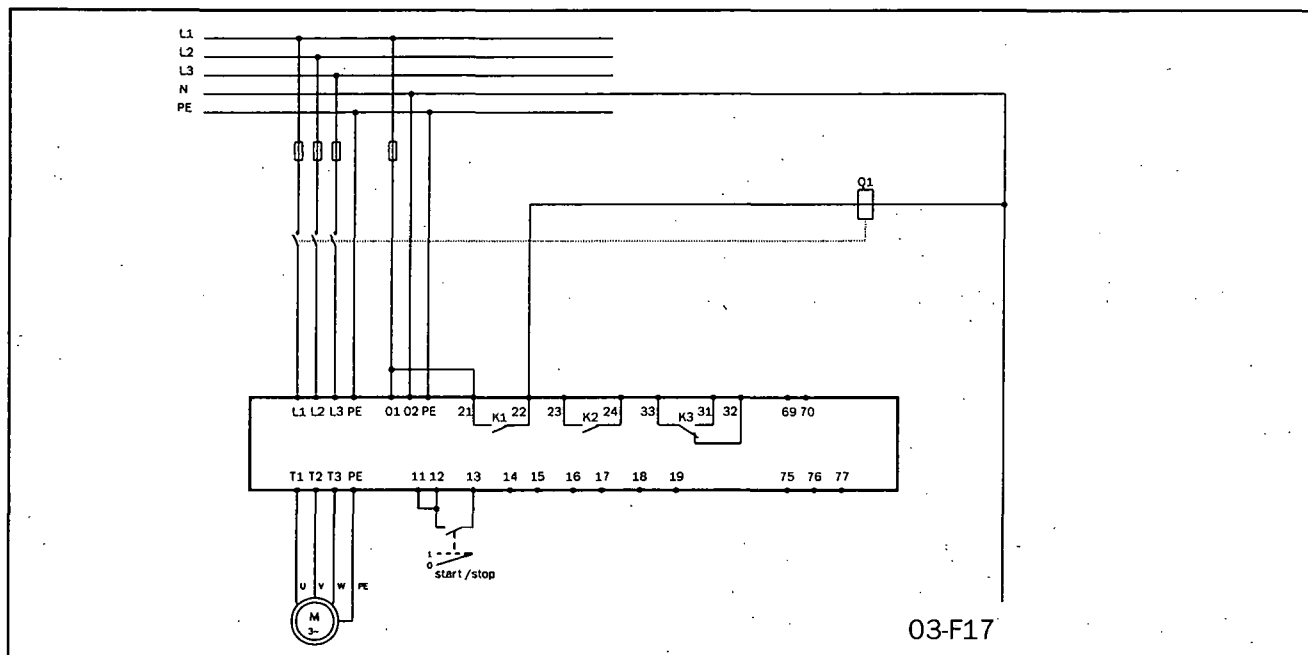 L1
L2
L3
N
PE
Q1
L1 L2 L3 PE 01 02 PE 21 22 23 24 33 31 32 69 70
K1 K2 K3
T1 T2 T3 PE 11 12 13 14 15 16 17 18 19 75 76 77
1
0
start/stop
U V W PE
M
3~
03-F17